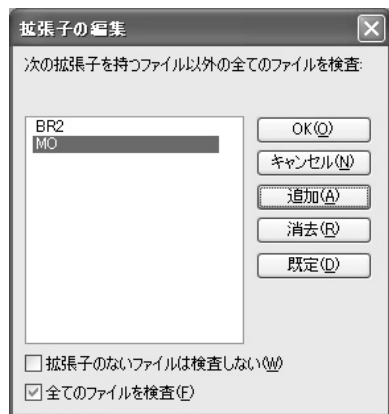 拡張子の編集
次の拡張子を持つファイル以外の全てのファイルを検査:
BR2
MO
OK(O)
キャンセル(N)
追加(A)
消去(R)
既定(D)
拡張子のないファイルは検査しない(W)
全てのファイルを検査(F)